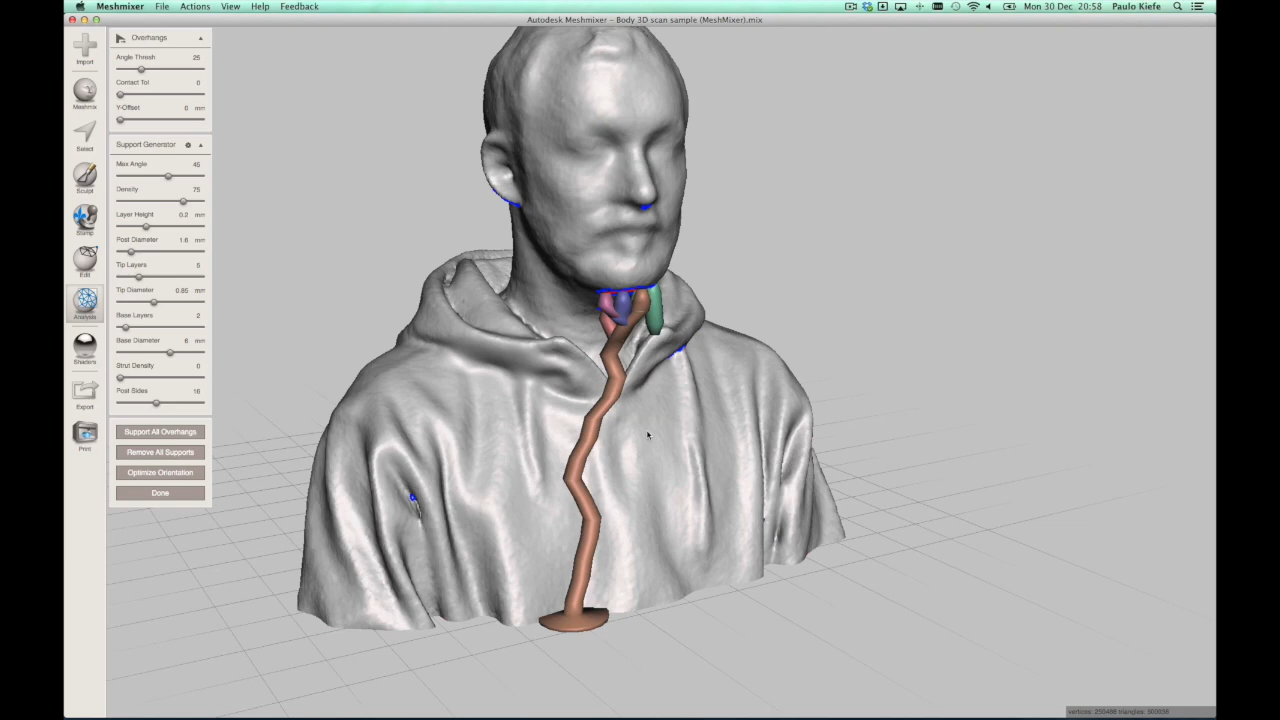 Meshmixer File Actions View Help Feedback Mon 30 Dec 20:58 Paulo Kiefe
Autodesk Meshmixer - Body 3D scan sample (MeshMixer).mix
Import
Meshmix
Select
Sculpt
Stamp
Edit
Analysis
Shaders
Export
Print
Overhangs
Angle Thresh 25
Contact Tol 0
Y-Offset 0 mm
Support Generator
Max Angle 45
Density 75
Layer Height 0.2 mm
Post Diameter 1.6 mm
Tip Layers 5
Tip Diameter 0.65 mm
Base Layers 2
Base Diameter 6 mm
Strut Density 0
Post Sides 16
Support All Overhangs
Remove All Supports
Optimize Orientation
Done
vertices: 250466 triangles: 500036